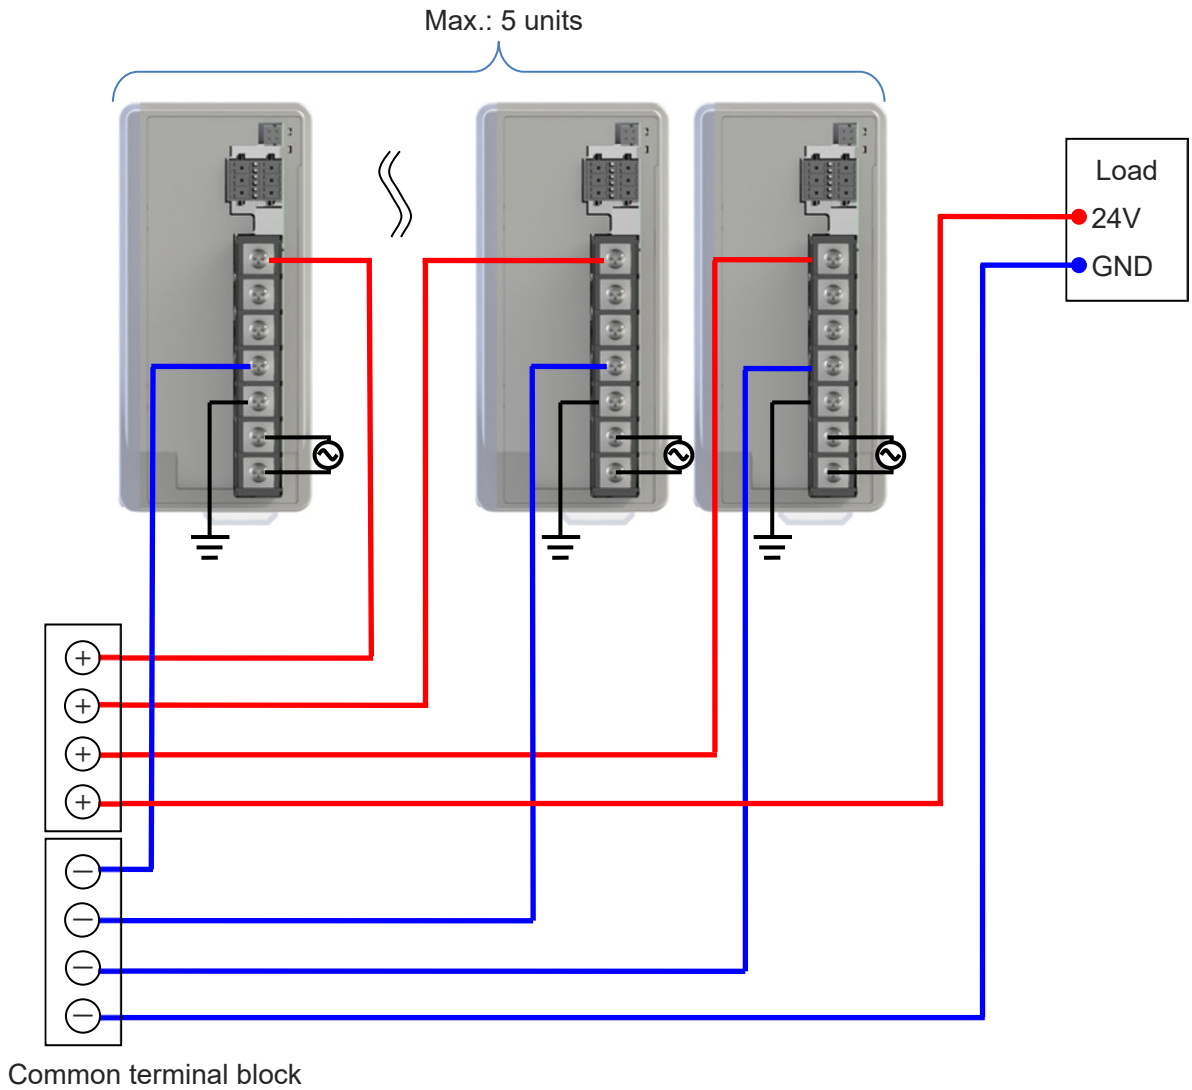 Max.: 5 units
Load
24V
GND
+
+
+
+
−
−
−
−
Common terminal block